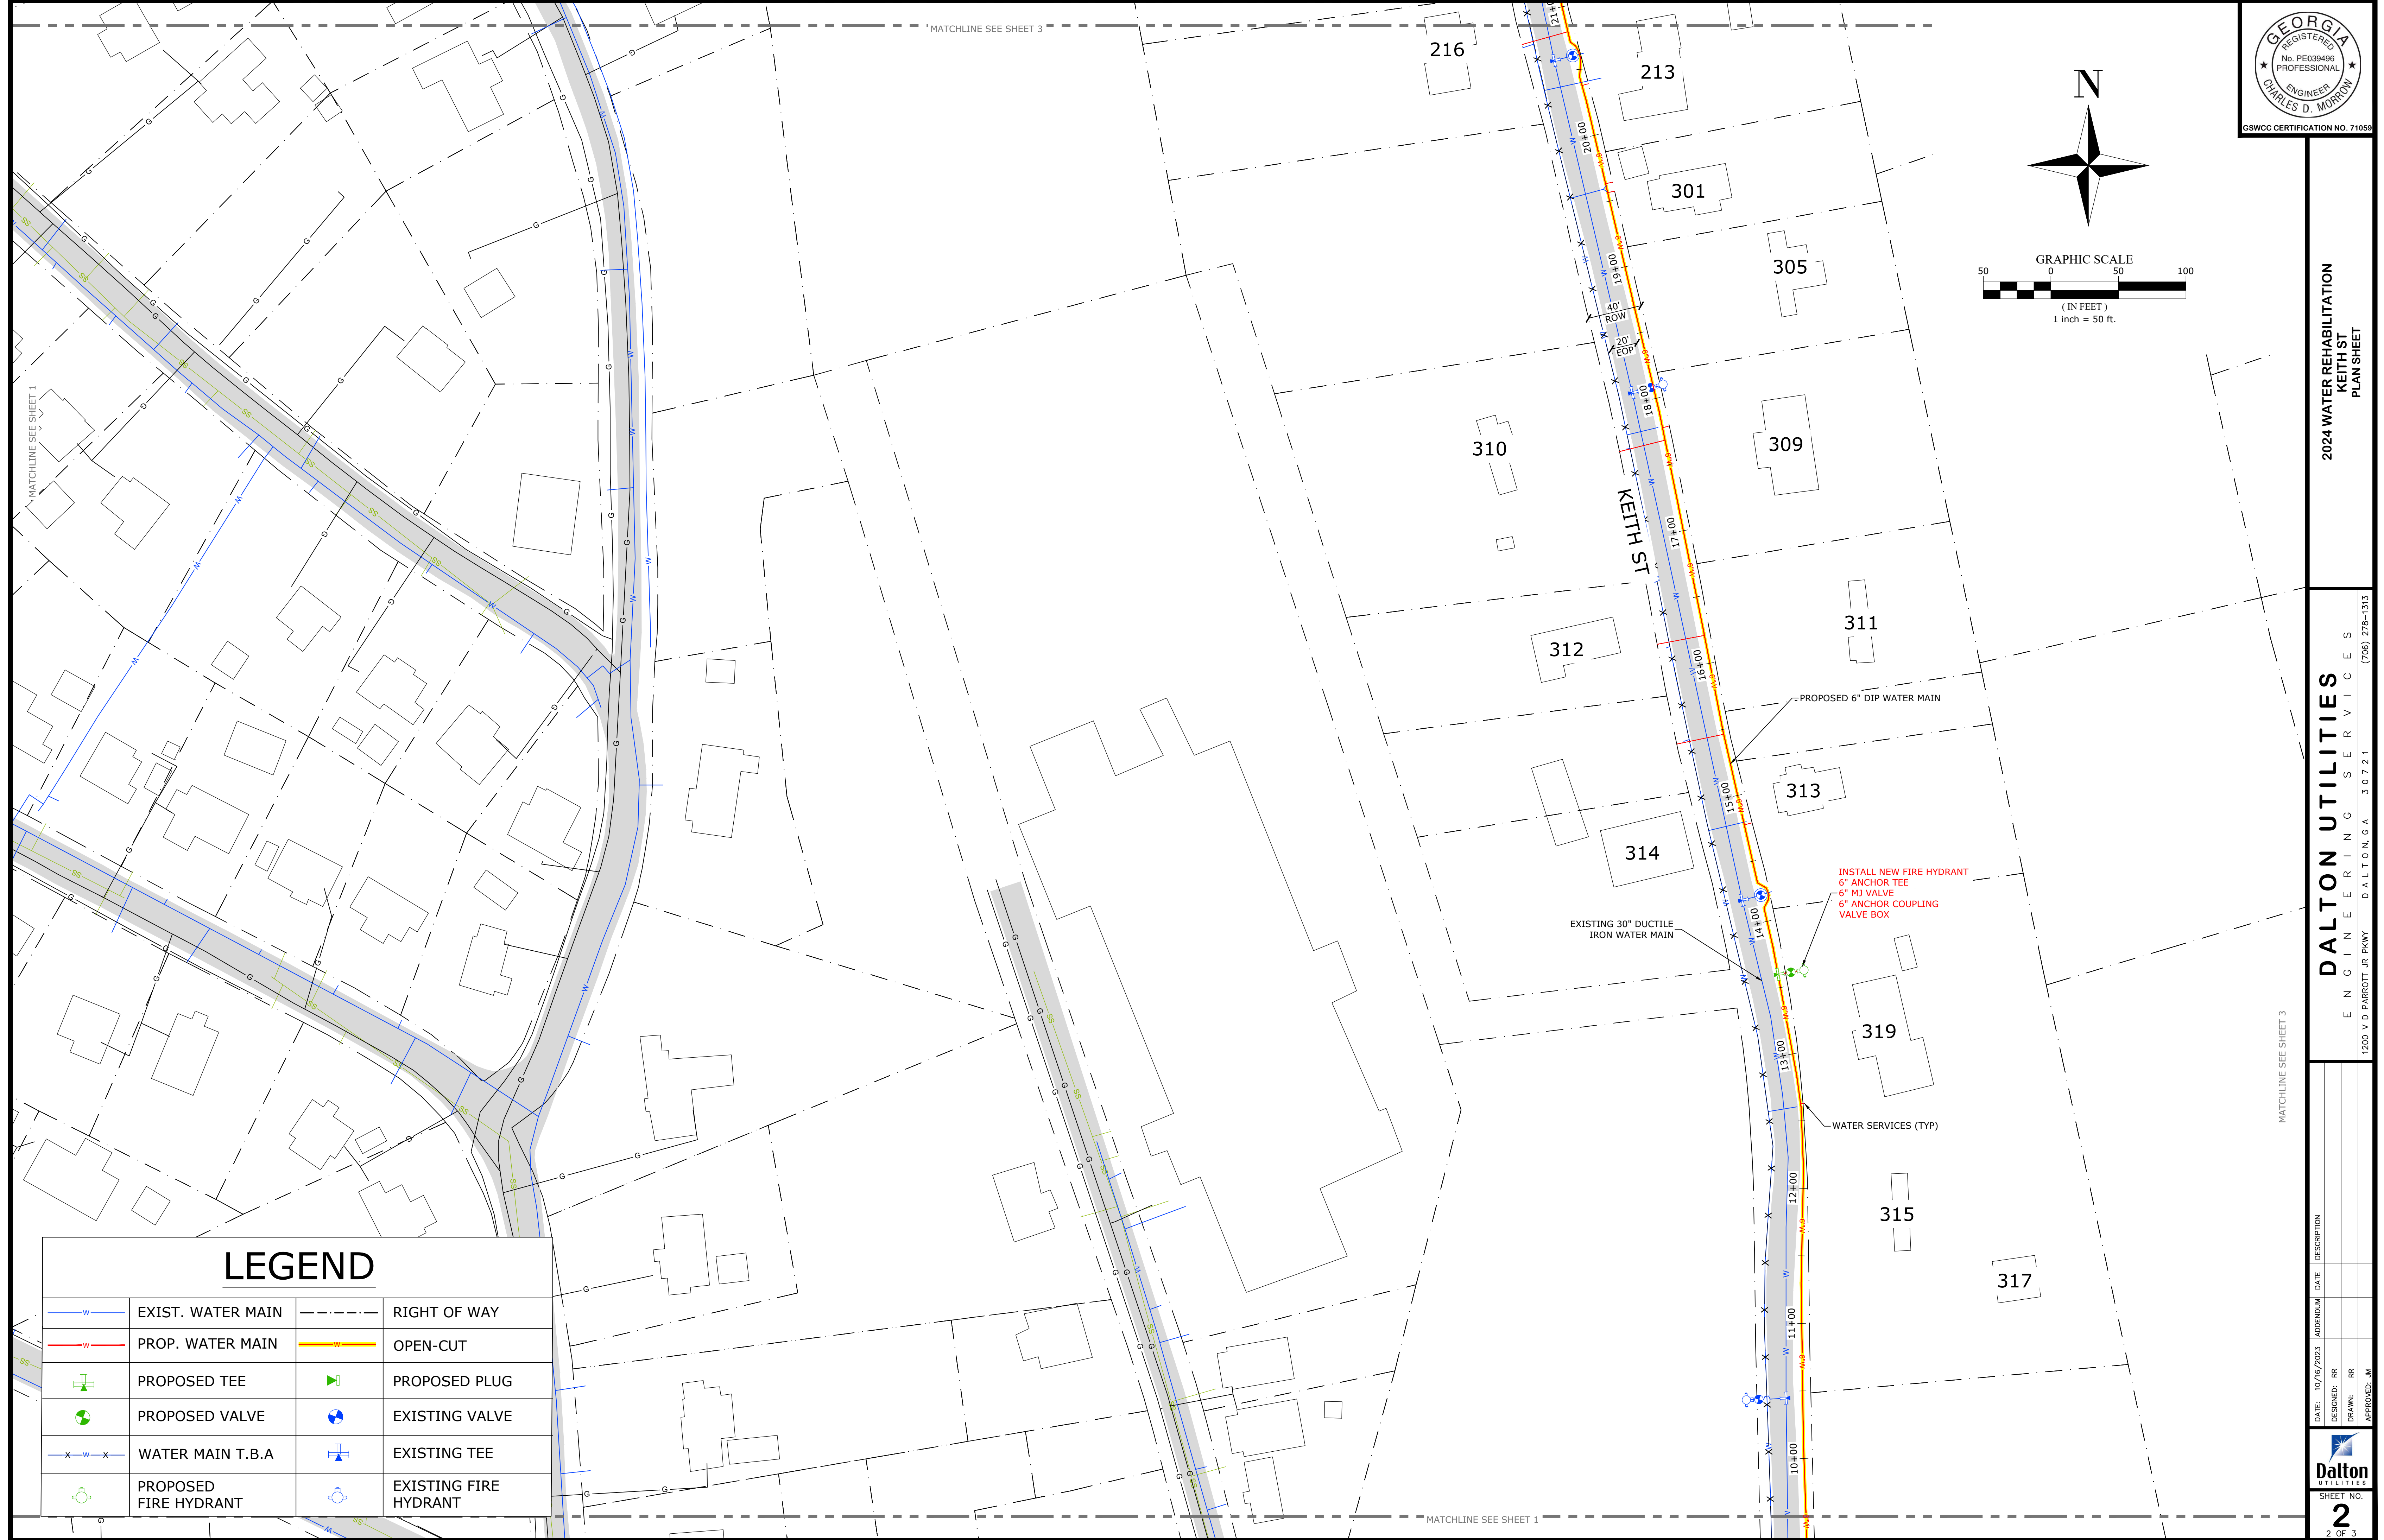 MATCHLINE SEE SHEET 3
MATCHLINE SEE SHEET 1
216
213
301
305
310
309
311
312
313
314
319
315
317
21+0
20+00
19+00
18+00
17+00
16+00
15+00
14+00
13+00
12+00
11+00
10+00
40'
ROW
20'
EOP
KEITH ST
PROPOSED 6" DIP WATER MAIN
INSTALL NEW FIRE HYDRANT
6" ANCHOR TEE
6" MJ VALVE
6" ANCHOR COUPLING
VALVE BOX
EXISTING 30" DUCTILE
IRON WATER MAIN
WATER SERVICES (TYP)
MATCHLINE SEE SHEET 3
MATCHLINE SEE SHEET 1
N
GRAPHIC SCALE
50 0 50 100
( IN FEET )
1 inch = 50 ft.
LEGEND
W EXIST. WATER MAIN
RIGHT OF WAY
W PROP. WATER MAIN
W OPEN-CUT
PROPOSED TEE
PROPOSED PLUG
PROPOSED VALVE
EXISTING VALVE
X W X WATER MAIN T.B.A
EXISTING TEE
PROPOSED
FIRE HYDRANT
EXISTING FIRE
HYDRANT
GEORGIA
REGISTERED
No. PE039496
PROFESSIONAL
ENGINEER
CHARLES D. MORROW
GSWCC CERTIFICATION NO. 71059
2024 WATER REHABILITATION
KEITH ST
PLAN SHEET
DALTON UTILITIES
ENGINEERING SERVICES
1200 V D PARROTT JR PKWY DALTON, GA 30721 (706) 278-1313
DATE: 10/16/2023 ADDENDUM DATE DESCRIPTION
DESIGNED: RR
DRAWN: RR
APPROVED: JM
Dalton
UTILITIES
SHEET NO.
2
2 OF 3